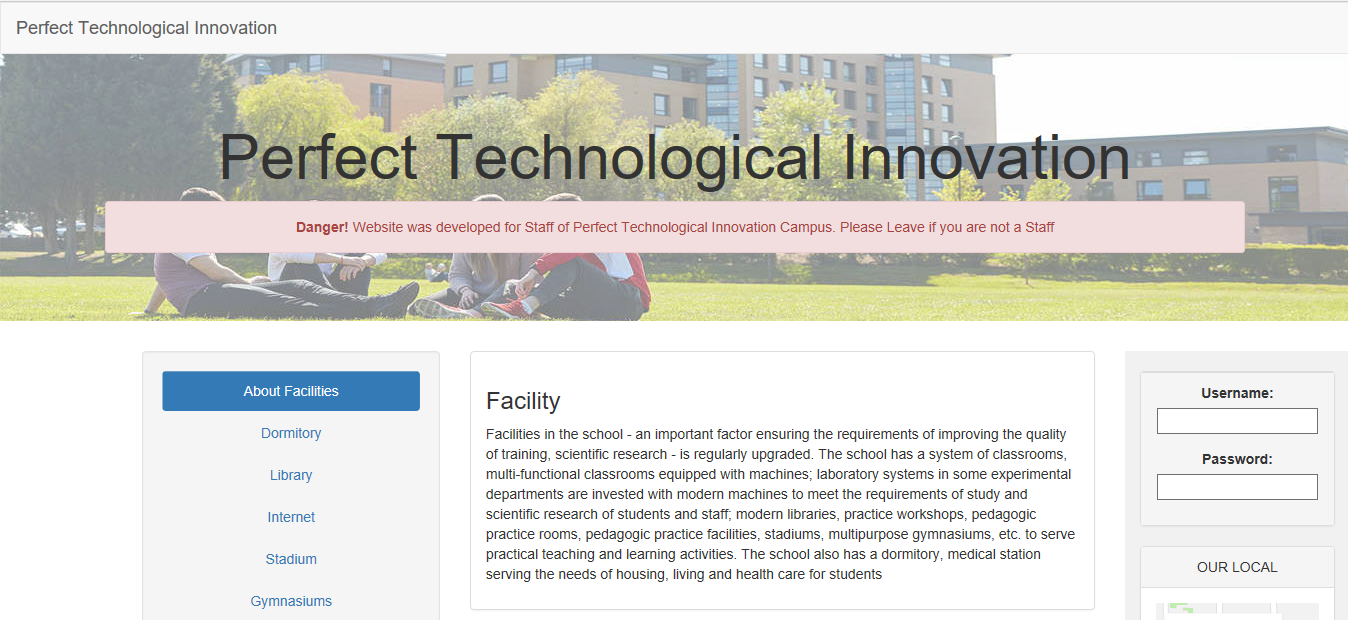 Perfect Technological Innovation
Perfect Technological Innovation
Danger! Website was developed for Staff of Perfect Technological Innovation Campus. Please Leave if you are not a Staff
About Facilities
Dormitory
Library
Internet
Stadium
Gymnasiums
Facility
Facilities in the school - an important factor ensuring the requirements of improving the quality
of training, scientific research - is regularly upgraded. The school has a system of classrooms,
multi-functional classrooms equipped with machines; laboratory systems in some experimental
departments are invested with modern machines to meet the requirements of study and
scientific research of students and staff; modern libraries, practice workshops, pedagogic
practice rooms, pedagogic practice facilities, stadiums, multipurpose gymnasiums, etc. to serve
practical teaching and learning activities. The school also has a dormitory, medical station
serving the needs of housing, living and health care for students
Username:
Password:
OUR LOCAL